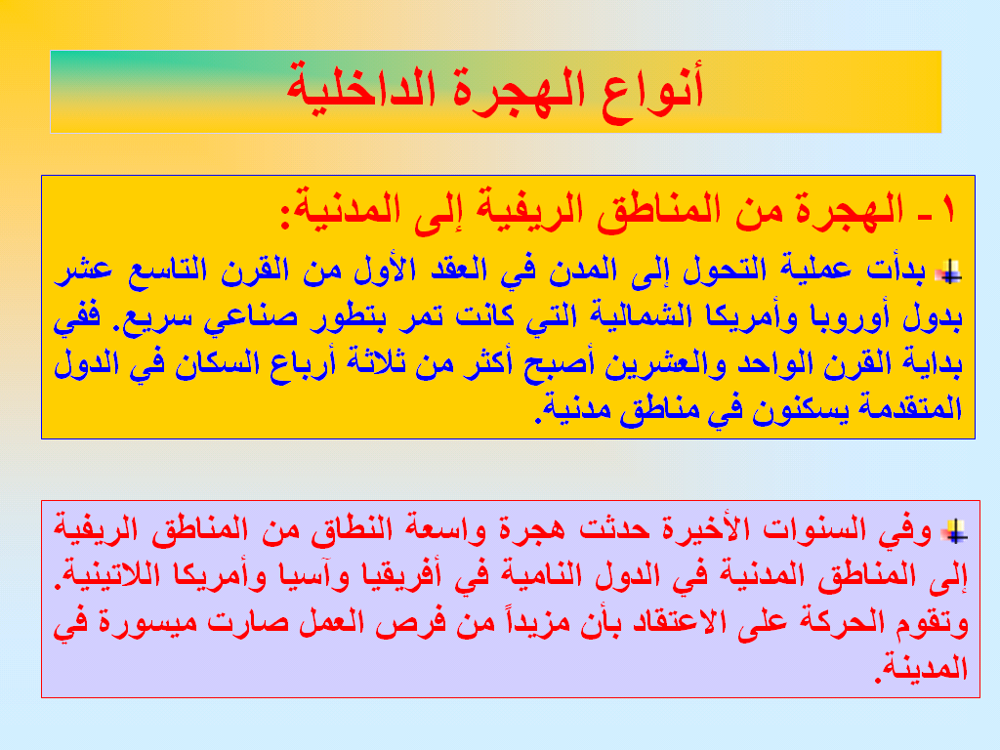 أنواع الهجرة الداخلية
١- الهجرة من المناطق الريفية إلى المدنية:
بدأت عملية التحول إلى المدن في العقد الأول من القرن التاسع عشر
بدول أوروبا وأمريكا الشمالية التي كانت تمر بتطور صناعي سريع. ففي
بداية القرن الواحد والعشرين أصبح أكثر من ثلاثة أرباع السكان في الدول
المتقدمة يسكنون في مناطق مدنية.
وفي السنوات الأخيرة حدثت هجرة واسعة النطاق من المناطق الريفية
إلى المناطق المدنية في الدول النامية في أفريقيا وآسيا وأمريكا اللاتينية.
وتقوم الحركة على الاعتقاد بأن مزيداً من فرص العمل صارت ميسورة في
المدينة.